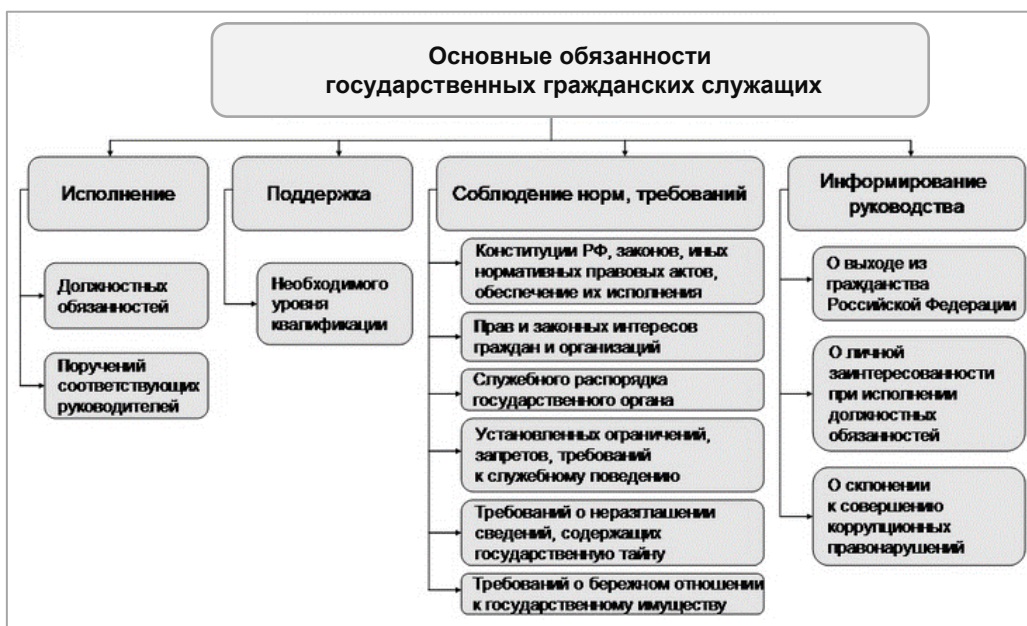 Основные обязанности
государственных гражданских служащих
Исполнение
Должностных
обязанностей
Поручений
соответствующих
руководителей
Поддержка
Необходимого
уровня
квалификации
Соблюдение норм, требований
Конституции РФ, законов, иных
нормативных правовых актов,
обеспечение их исполнения
Прав и законных интересов
граждан и организаций
Служебного распорядка
государственного органа
Установленных ограничений,
запретов, требований
к служебному поведению
Требований о неразглашении
сведений, содержащих
государственную тайну
Требований о бережном отношении
к государственному имуществу
Информирование
руководства
О выходе из
гражданства
Российской Федерации
О личной
заинтересованности
при исполнении
должностных
обязанностей
О склонении
к совершению
коррупционных
правонарушений